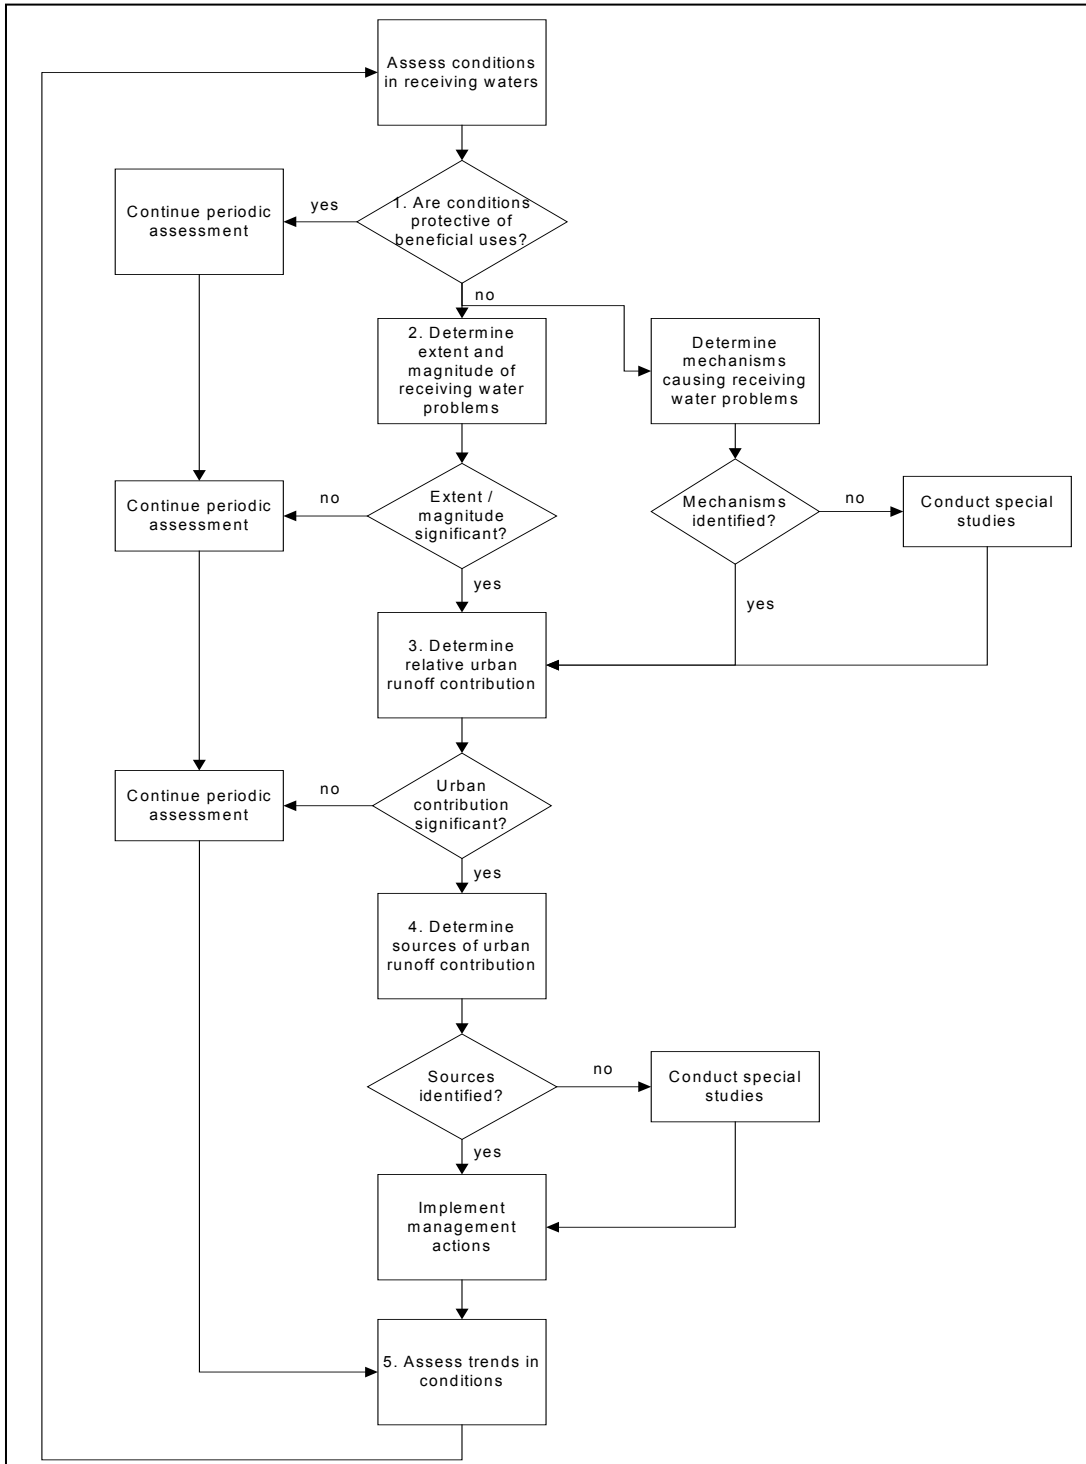 Assess conditions
in receiving waters
Continue periodic
assessment
yes
1. Are conditions
protective of
beneficial uses?
no
2. Determine
extent and
magnitude of
receiving water
problems
Determine
mechanisms
causing receiving
water problems
Continue periodic
assessment
no
Extent /
magnitude
significant?
Mechanisms
identified?
no
Conduct special
studies
yes
yes
3. Determine
relative urban
runoff contribution
Continue periodic
assessment
no
Urban
contribution
significant?
yes
4. Determine
sources of urban
runoff contribution
Sources
identified?
no
Conduct special
studies
yes
Implement
management
actions
5. Assess trends in
conditions